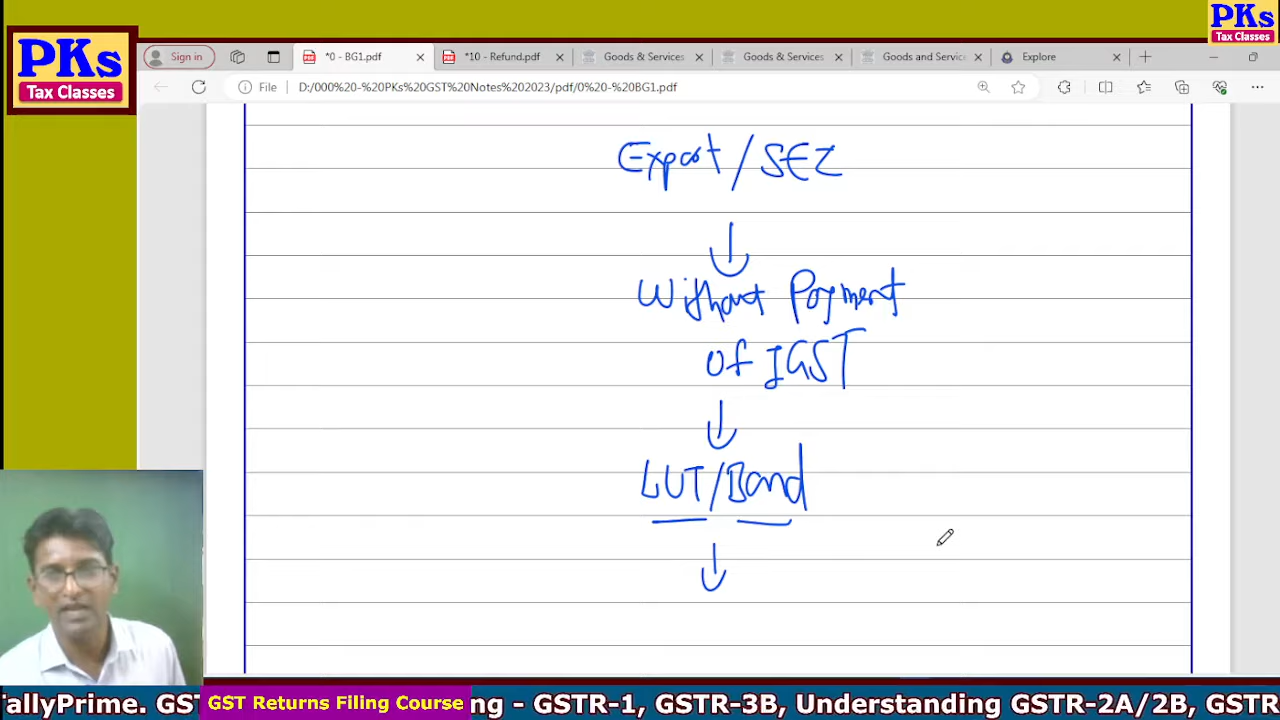 PKs
Tax Classes
PKs
Tax Classes
Sign in
*0 - BG1.pdf
*10 - Refund.pdf
Goods & Services
Goods & Services
Goods and Servic
Explore
File
D:/000%20-%20PKs%20GST%20Notes%202023/pdf/0%20-%20BG1.pdf
Export/SEZ
Without Payment
of IGST
LUT/Bond
iallyPrime. GST
GST Returns Filing Course
ng - GSTR-1, GSTR-3B, Understanding GSTR-2A/2B, GSTR